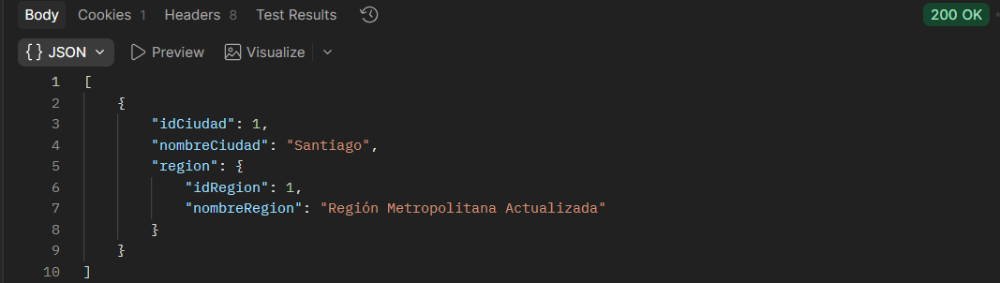 Body Cookies 1 Headers 8 Test Results 200 OK
{} JSON Preview Visualize
1 [
2 {
3 "idCiudad": 1,
4 "nombreCiudad": "Santiago",
5 "region": {
6 "idRegion": 1,
7 "nombreRegion": "Región Metropolitana Actualizada"
8 }
9 }
10 ]